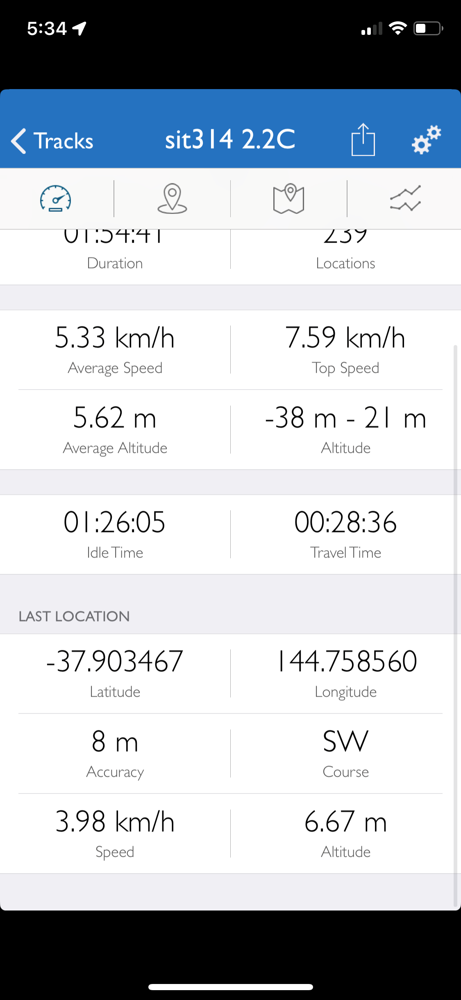 5:34
Tracks sit314 2.2C
01:54:41 239
Duration Locations
5.33 km/h 7.59 km/h
Average Speed Top Speed
5.62 m -38 m - 21 m
Average Altitude Altitude
01:26:05 00:28:36
Idle Time Travel Time
LAST LOCATION
-37.903467 144.758560
Latitude Longitude
8 m SW
Accuracy Course
3.98 km/h 6.67 m
Speed Altitude